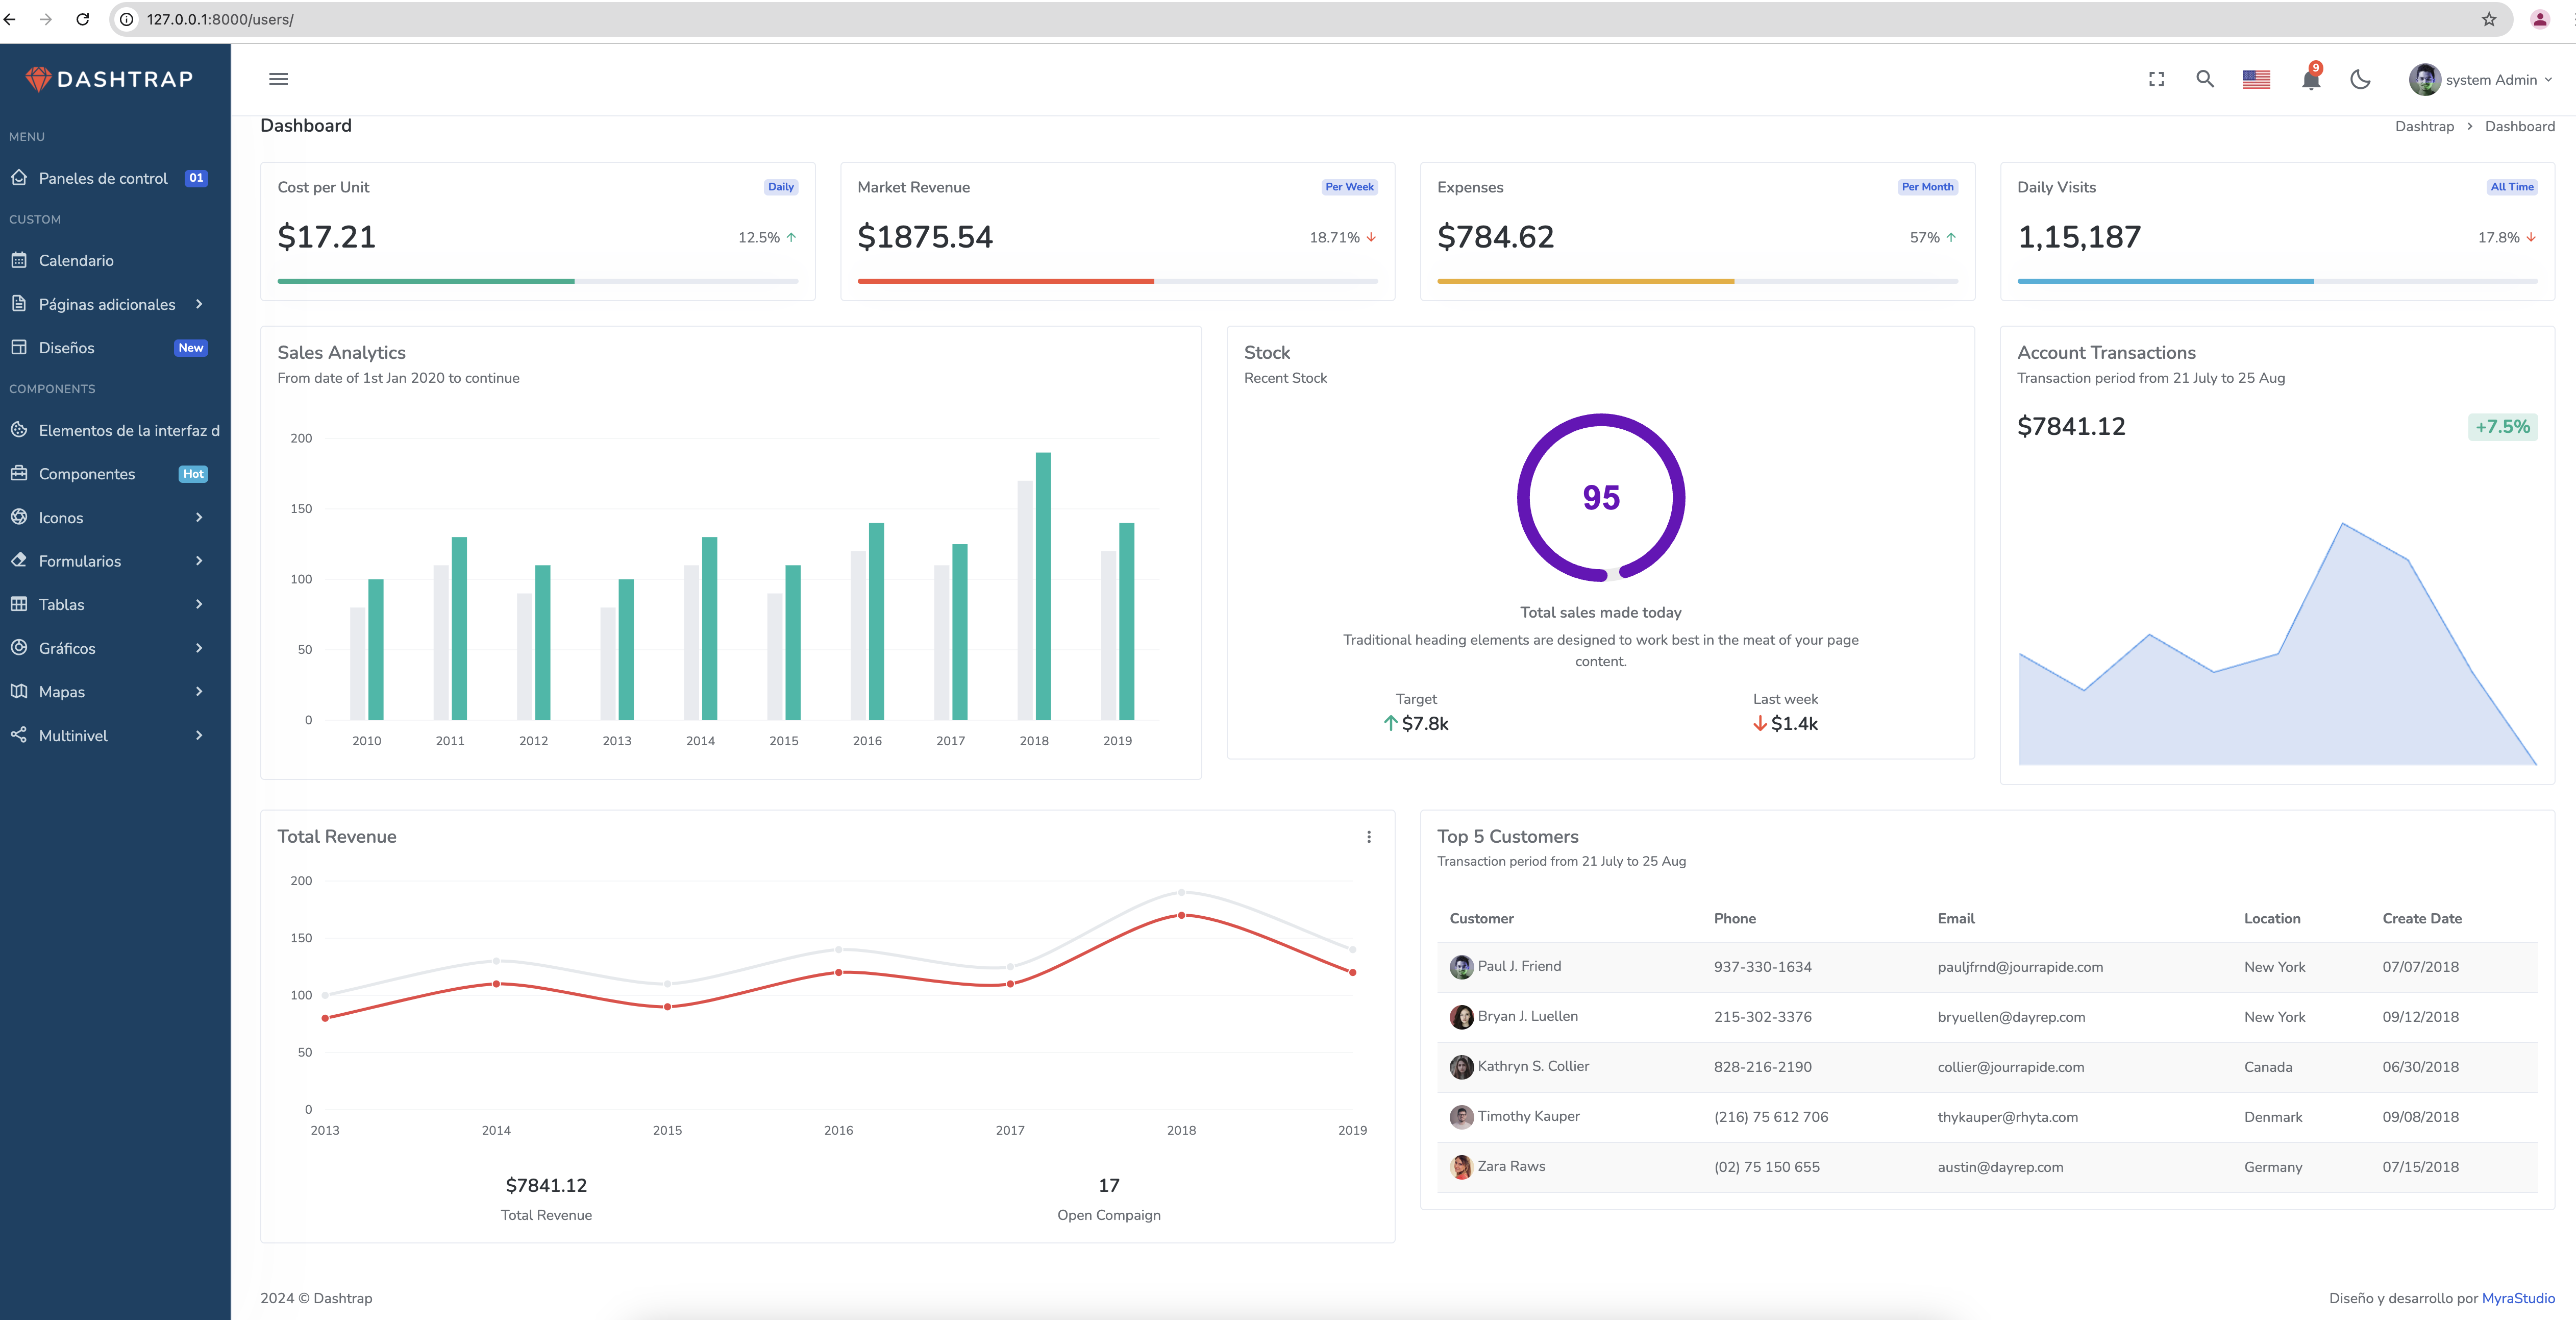 127.0.0.1:8000/users/
DASHTRAP
MENU
Paneles de control 01
CUSTOM
Calendario
Páginas adicionales
Diseños New
COMPONENTS
Elementos de la interfaz d
Componentes Hot
Iconos
Formularios
Tablas
Gráficos
Mapas
Multinivel
9
system Admin
Dashboard
Dashtrap > Dashboard
Cost per Unit Daily
$17.21 12.5%
Market Revenue Per Week
$1875.54 18.71%
Expenses Per Month
$784.62 57%
Daily Visits All Time
1,15,187 17.8%
Sales Analytics
From date of 1st Jan 2020 to continue
200
150
100
50
0
2010 2011 2012 2013 2014 2015 2016 2017 2018 2019
Stock
Recent Stock
95
Total sales made today
Traditional heading elements are designed to work best in the meat of your page
content.
Target
$7.8k
Last week
$1.4k
Account Transactions
Transaction period from 21 July to 25 Aug
$7841.12 +7.5%
Total Revenue
200
150
100
50
0
2013 2014 2015 2016 2017 2018 2019
$7841.12
Total Revenue
17
Open Compaign
Top 5 Customers
Transaction period from 21 July to 25 Aug
Customer Phone Email Location Create Date
Paul J. Friend 937-330-1634 pauljfrnd@jourrapide.com New York 07/07/2018
Bryan J. Luellen 215-302-3376 bryuellen@dayrep.com New York 09/12/2018
Kathryn S. Collier 828-216-2190 collier@jourrapide.com Canada 06/30/2018
Timothy Kauper (216) 75 612 706 thykauper@rhyta.com Denmark 09/08/2018
Zara Raws (02) 75 150 655 austin@dayrep.com Germany 07/15/2018
2024 © Dashtrap
Diseño y desarrollo por MyraStudio